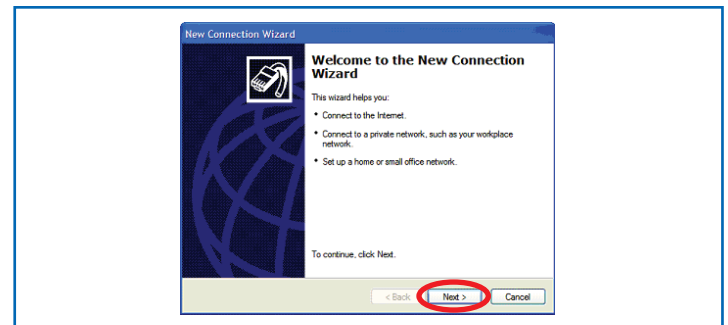 New Connection Wizard
Welcome to the New Connection
Wizard
This wizard helps you:
• Connect to the Internet.
• Connect to a private network, such as your workplace
network.
• Set up a home or small office network.
To continue, click Next.
< Back
Next >
Cancel